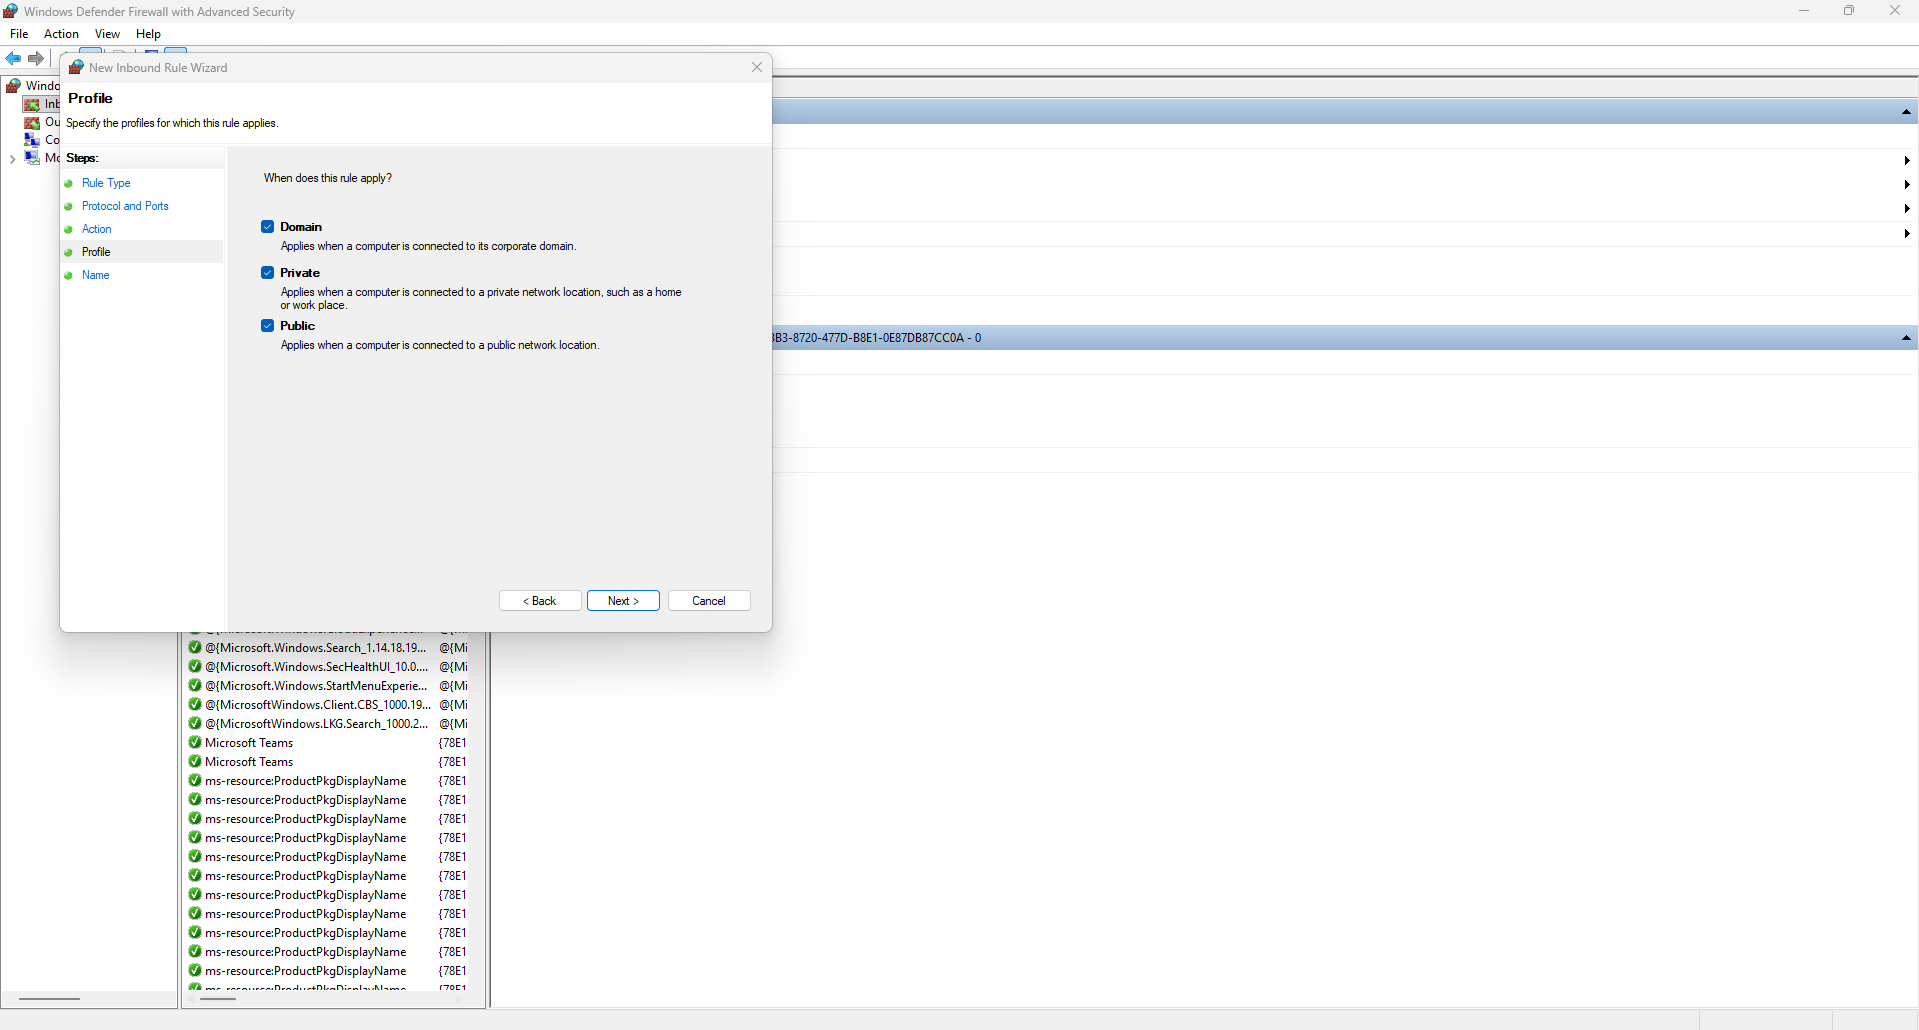 Windows Defender Firewall with Advanced Security
File Action View Help
New Inbound Rule Wizard
Profile
Specify the profiles for which this rule applies.
Steps:
Rule Type
Protocol and Ports
Action
Profile
Name
When does this rule apply?
Domain
Applies when a computer is connected to its corporate domain.
Private
Applies when a computer is connected to a private network location, such as a home
or work place.
Public
Applies when a computer is connected to a public network location.
< Back Next > Cancel
Windo
Inb
Ou
Co
Mo
3B3-8720-477D-B8E1-0E87DB87CC0A - 0
@{Microsoft.Windows.Search_1.14.18.19... @{Mi
@{Microsoft.Windows.SecHealthUI_10.0.... @{Mi
@{Microsoft.Windows.StartMenuExperie... @{Mi
@{MicrosoftWindows.Client.CBS_1000.19... @{Mi
@{MicrosoftWindows.LKG.Search_1000.2... @{Mi
Microsoft Teams {78E1
Microsoft Teams {78E1
ms-resource:ProductPkgDisplayName {78E1
ms-resource:ProductPkgDisplayName {78E1
ms-resource:ProductPkgDisplayName {78E1
ms-resource:ProductPkgDisplayName {78E1
ms-resource:ProductPkgDisplayName {78E1
ms-resource:ProductPkgDisplayName {78E1
ms-resource:ProductPkgDisplayName {78E1
ms-resource:ProductPkgDisplayName {78E1
ms-resource:ProductPkgDisplayName {78E1
ms-resource:ProductPkgDisplayName {78E1
ms-resource:ProductPkgDisplayName {78E1
ms-resource:ProductPkgDisplayName {78E1